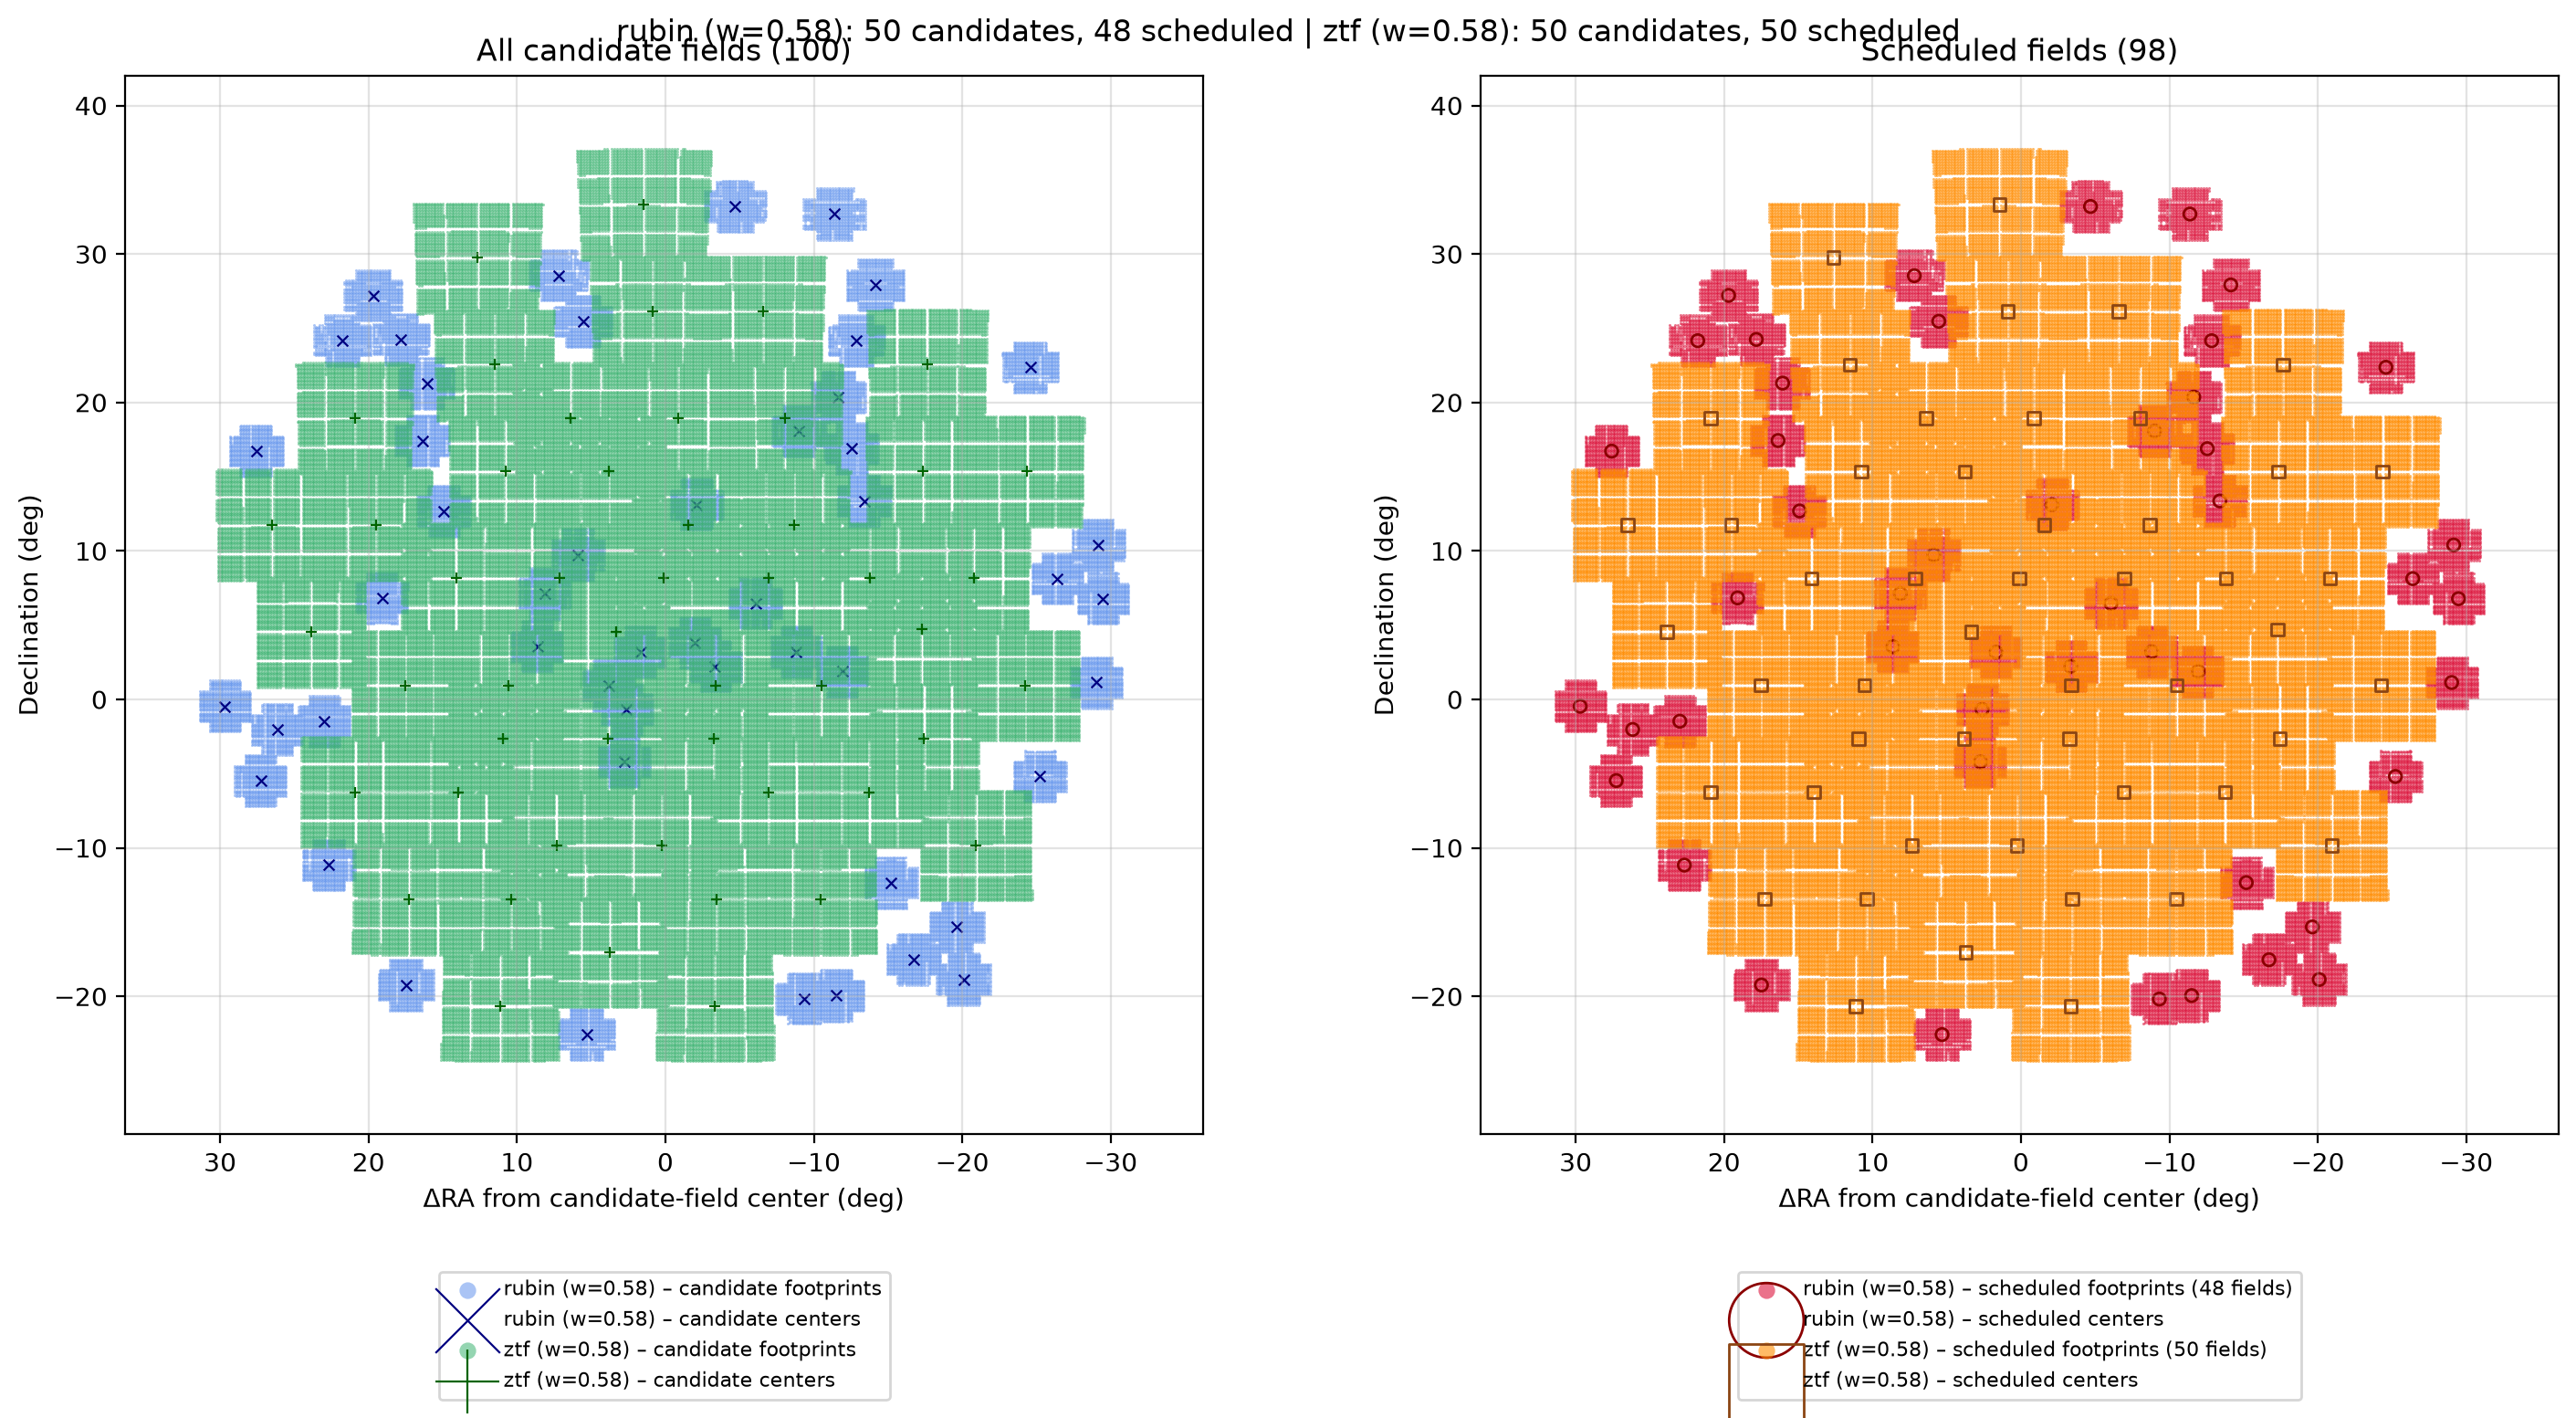 rubin (w=0.58): 50 candidates, 48 scheduled | ztf (w=0.58): 50 candidates, 50 scheduled
All candidate fields (100)
Scheduled fields (98)
40
30
20
10
0
−10
−20
Declination (deg)
30
20
10
0
−10
−20
−30
ΔRA from candidate-field center (deg)
rubin (w=0.58) – candidate footprints
rubin (w=0.58) – candidate centers
ztf (w=0.58) – candidate footprints
ztf (w=0.58) – candidate centers
40
30
20
10
0
−10
−20
Declination (deg)
30
20
10
0
−10
−20
−30
ΔRA from candidate-field center (deg)
rubin (w=0.58) – scheduled footprints (48 fields)
rubin (w=0.58) – scheduled centers
ztf (w=0.58) – scheduled footprints (50 fields)
ztf (w=0.58) – scheduled centers